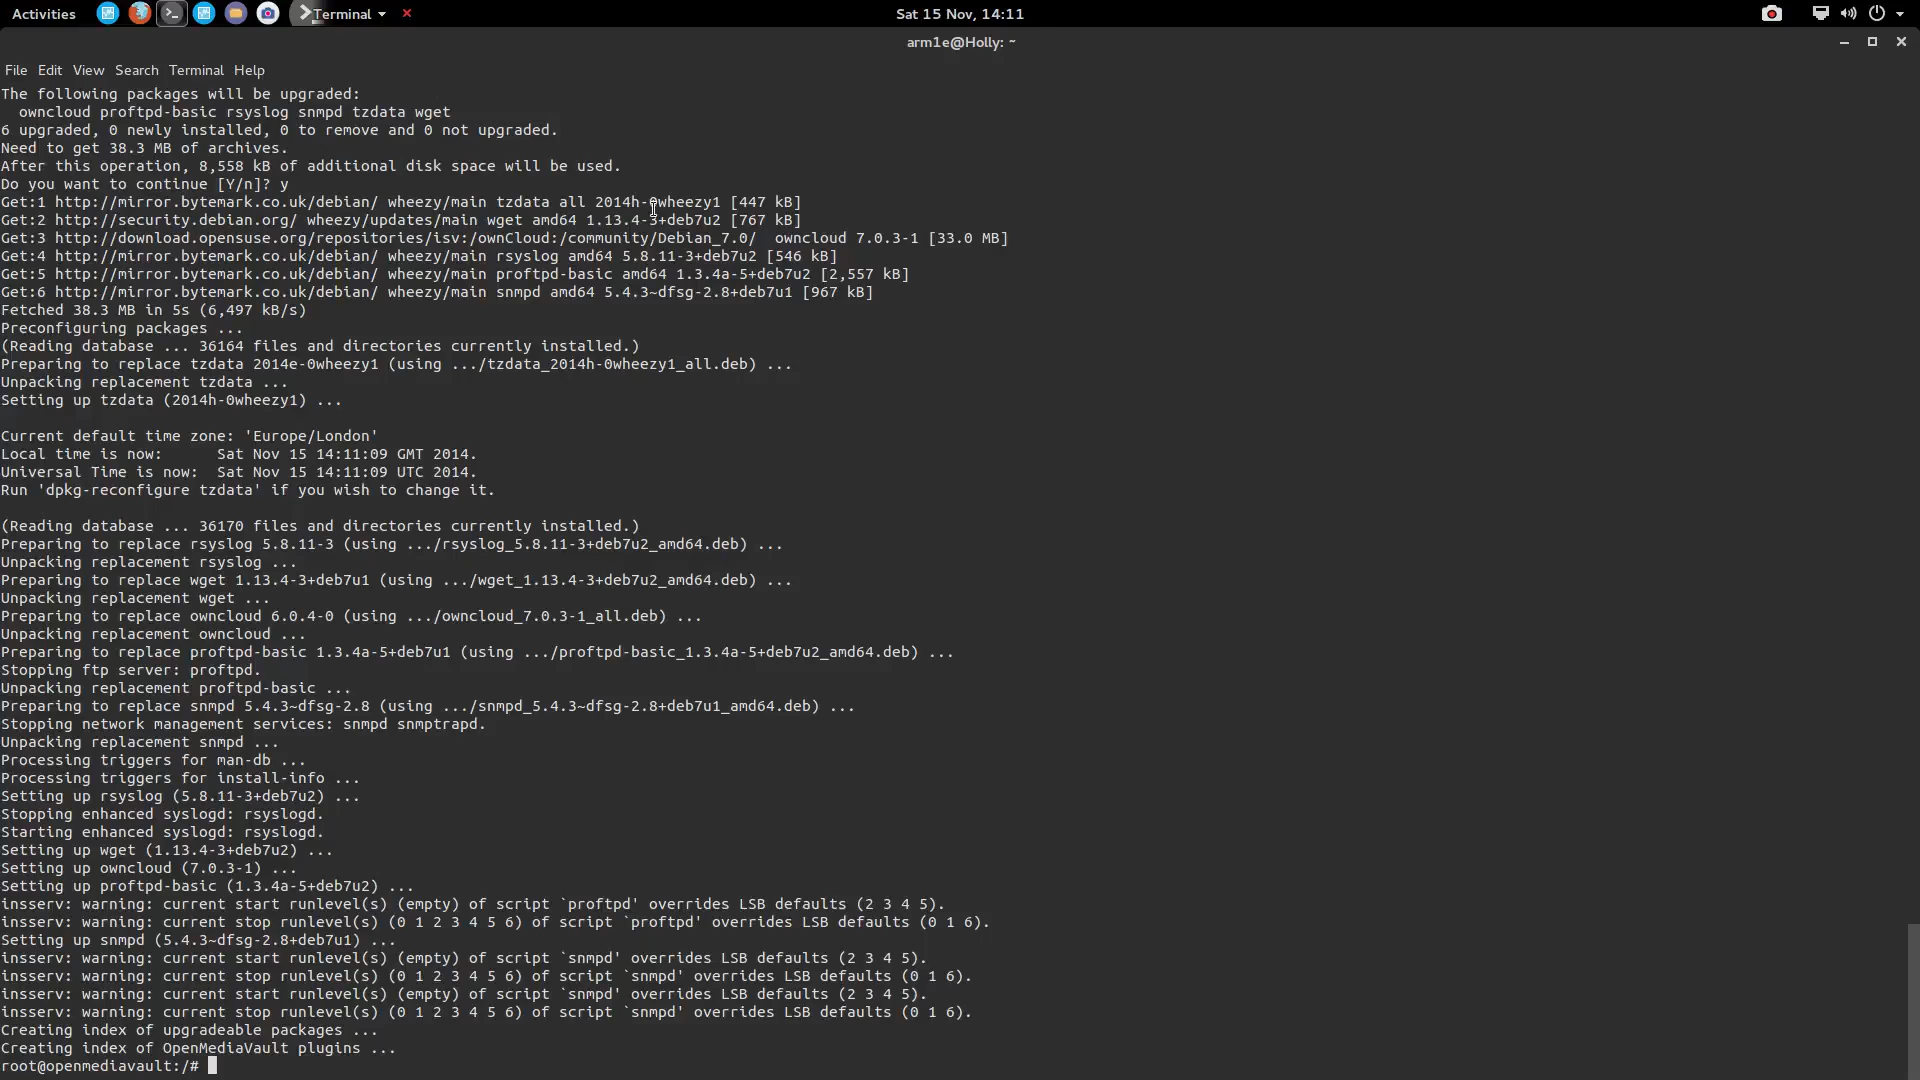 Activities
Terminal
Sat 15 Nov, 14:11
arm1e@Holly: ~
File Edit View Search Terminal Help
The following packages will be upgraded:
  owncloud proftpd-basic rsyslog snmpd tzdata wget
6 upgraded, 0 newly installed, 0 to remove and 0 not upgraded.
Need to get 38.3 MB of archives.
After this operation, 8,558 kB of additional disk space will be used.
Do you want to continue [Y/n]? y
Get:1 http://mirror.bytemark.co.uk/debian/ wheezy/main tzdata all 2014h-0wheezy1 [447 kB]
Get:2 http://security.debian.org/ wheezy/updates/main wget amd64 1.13.4-3+deb7u2 [767 kB]
Get:3 http://download.opensuse.org/repositories/isv:/ownCloud:/community/Debian_7.0/  owncloud 7.0.3-1 [33.0 MB]
Get:4 http://mirror.bytemark.co.uk/debian/ wheezy/main rsyslog amd64 5.8.11-3+deb7u2 [546 kB]
Get:5 http://mirror.bytemark.co.uk/debian/ wheezy/main proftpd-basic amd64 1.3.4a-5+deb7u2 [2,557 kB]
Get:6 http://mirror.bytemark.co.uk/debian/ wheezy/main snmpd amd64 5.4.3~dfsg-2.8+deb7u1 [967 kB]
Fetched 38.3 MB in 5s (6,497 kB/s)
Preconfiguring packages ...
(Reading database ... 36164 files and directories currently installed.)
Preparing to replace tzdata 2014e-0wheezy1 (using .../tzdata_2014h-0wheezy1_all.deb) ...
Unpacking replacement tzdata ...
Setting up tzdata (2014h-0wheezy1) ...
Current default time zone: 'Europe/London'
Local time is now:      Sat Nov 15 14:11:09 GMT 2014.
Universal Time is now:  Sat Nov 15 14:11:09 UTC 2014.
Run 'dpkg-reconfigure tzdata' if you wish to change it.
(Reading database ... 36170 files and directories currently installed.)
Preparing to replace rsyslog 5.8.11-3 (using .../rsyslog_5.8.11-3+deb7u2_amd64.deb) ...
Unpacking replacement rsyslog ...
Preparing to replace wget 1.13.4-3+deb7u1 (using .../wget_1.13.4-3+deb7u2_amd64.deb) ...
Unpacking replacement wget ...
Preparing to replace owncloud 6.0.4-0 (using .../owncloud_7.0.3-1_all.deb) ...
Unpacking replacement owncloud ...
Preparing to replace proftpd-basic 1.3.4a-5+deb7u1 (using .../proftpd-basic_1.3.4a-5+deb7u2_amd64.deb) ...
Stopping ftp server: proftpd.
Unpacking replacement proftpd-basic ...
Preparing to replace snmpd 5.4.3~dfsg-2.8 (using .../snmpd_5.4.3~dfsg-2.8+deb7u1_amd64.deb) ...
Stopping network management services: snmpd snmptrapd.
Unpacking replacement snmpd ...
Processing triggers for man-db ...
Processing triggers for install-info ...
Setting up rsyslog (5.8.11-3+deb7u2) ...
Stopping enhanced syslogd: rsyslogd.
Starting enhanced syslogd: rsyslogd.
Setting up wget (1.13.4-3+deb7u2) ...
Setting up owncloud (7.0.3-1) ...
Setting up proftpd-basic (1.3.4a-5+deb7u2) ...
insserv: warning: current start runlevel(s) (empty) of script `proftpd' overrides LSB defaults (2 3 4 5).
insserv: warning: current stop runlevel(s) (0 1 2 3 4 5 6) of script `proftpd' overrides LSB defaults (0 1 6).
Setting up snmpd (5.4.3~dfsg-2.8+deb7u1) ...
insserv: warning: current start runlevel(s) (empty) of script `snmpd' overrides LSB defaults (2 3 4 5).
insserv: warning: current stop runlevel(s) (0 1 2 3 4 5 6) of script `snmpd' overrides LSB defaults (0 1 6).
insserv: warning: current start runlevel(s) (empty) of script `snmpd' overrides LSB defaults (2 3 4 5).
insserv: warning: current stop runlevel(s) (0 1 2 3 4 5 6) of script `snmpd' overrides LSB defaults (0 1 6).
Creating index of upgradeable packages ...
Creating index of OpenMediaVault plugins ...
root@openmediavault:/#